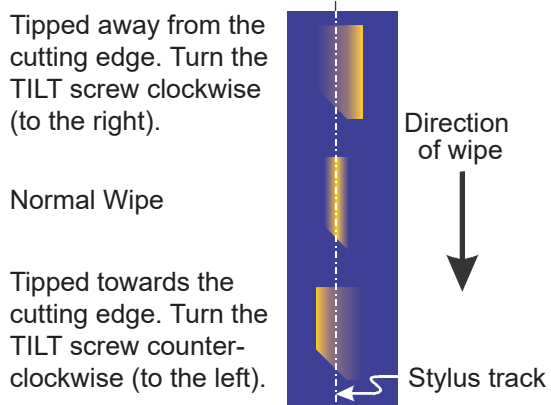 Tipped away from the
cutting edge. Turn the
TILT screw clockwise
(to the right).
Direction
of wipe
Normal Wipe
Tipped towards the
cutting edge. Turn the
TILT screw counter-
clockwise (to the left).
Stylus track